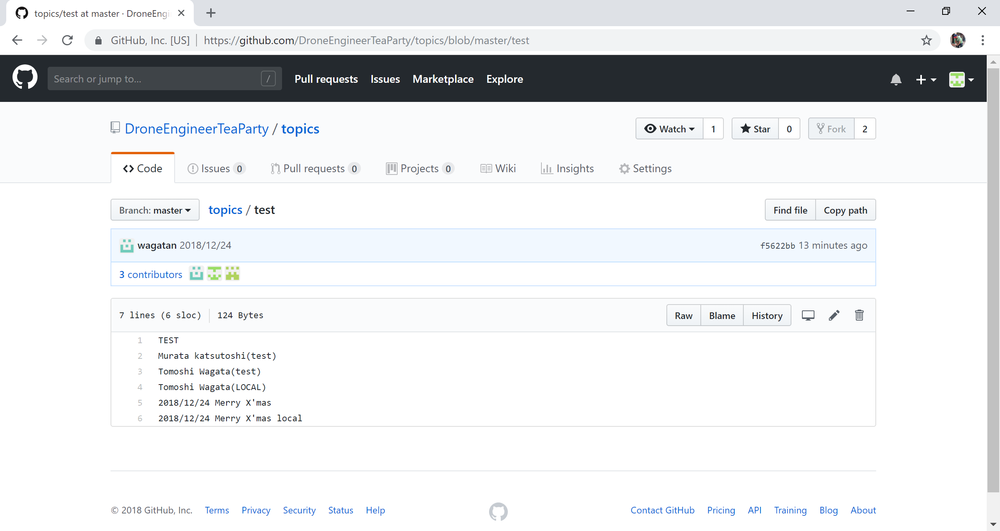 topics/test at master · DroneEngi
GitHub, Inc. [US] https://github.com/DroneEngineerTeaParty/topics/blob/master/test
Search or jump to... / Pull requests Issues Marketplace Explore
DroneEngineerTeaParty / topics Watch 1 Star 0 Fork 2
Code Issues 0 Pull requests 0 Projects 0 Wiki Insights Settings
Branch: master topics / test Find file Copy path
wagatan 2018/12/24 f5622bb 13 minutes ago
3 contributors
7 lines (6 sloc) 124 Bytes Raw Blame History
1 TEST
2 Murata katsutoshi(test)
3 Tomoshi Wagata(test)
4 Tomoshi Wagata(LOCAL)
5 2018/12/24 Merry X'mas
6 2018/12/24 Merry X'mas local
© 2018 GitHub, Inc. Terms Privacy Security Status Help Contact GitHub Pricing API Training Blog About